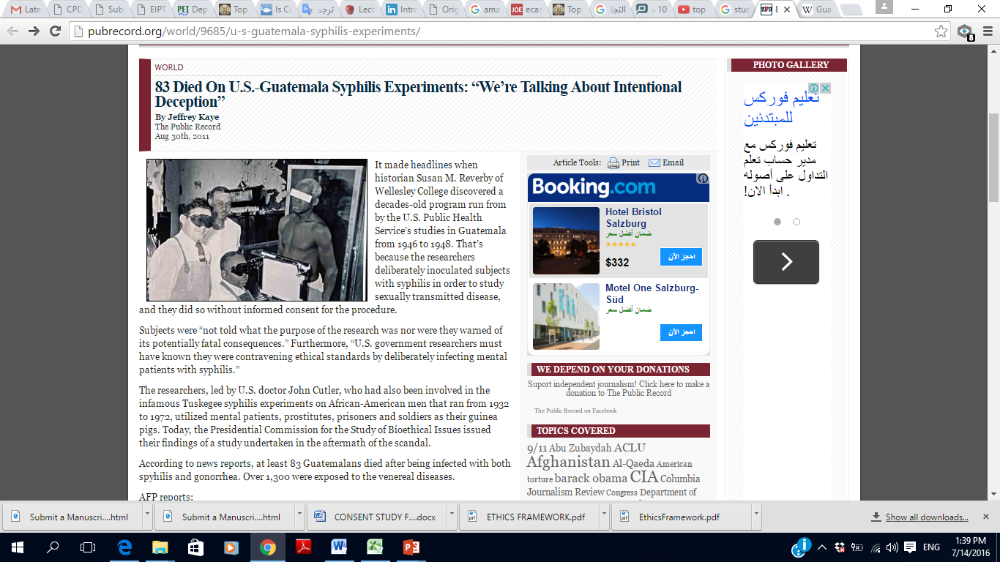 Late
CPD
Sub
EIPT
PEI Dep
Top
Is Co
ترجمة
Lect
Intro
Orig
ama
JOE ecas
Top
التجا
10 ه
top
stuc
8
Gua
pubrecord.org/world/9685/u-s-guatemala-syphilis-experiments/
8
WORLD
83 Died On U.S.-Guatemala Syphilis Experiments: “We’re Talking About Intentional
Deception”
By Jeffrey Kaye
The Public Record
Aug 30th, 2011
It made headlines when
historian Susan M. Reverby of
Wellesley College discovered a
decades-old program run from
by the U.S. Public Health
Service’s studies in Guatemala
from 1946 to 1948. That’s
because the researchers
deliberately inoculated subjects
with syphilis in order to study
sexually transmitted disease,
and they did so without informed consent for the procedure.
Subjects were “not told what the purpose of the research was nor were they warned of
its potentially fatal consequences.” Furthermore, “U.S. government researchers must
have known they were contravening ethical standards by deliberately infecting mental
patients with syphilis.”
The researchers, led by U.S. doctor John Cutler, who had also been involved in the
infamous Tuskegee syphilis experiments on African-American men that ran from 1932
to 1972, utilized mental patients, prostitutes, prisoners and soldiers as their guinea
pigs. Today, the Presidential Commission for the Study of Bioethical Issues issued
their findings of a study undertaken in the aftermath of the scandal.
According to news reports, at least 83 Guatemalans died after being infected with both
spyhilis and gonorrhea. Over 1,300 were exposed to the venereal diseases.
AFP reports:
Article Tools: Print Email
Booking.com
Hotel Bristol
Salzburg
ضمان أفضل سعر
$332
احجز الآن
Motel One Salzburg-
Süd
ضمان أفضل سعر
احجز الآن
WE DEPEND ON YOUR DONATIONS
Suport independent journalism! Click here to make a
donation to The Public Record
The Public Record on Facebook
TOPICS COVERED
9/11 Abu Zubaydah ACLU
Afghanistan Al-Qaeda American
torture barack obama CIA Columbia
Journalism Review Congress Department of
PHOTO GALLERY
تعليم فوركس
للمبتدئين
تعليم فوركس مع
مدير حساب تعلم
التداول على أصوله
. ابدأ الان!
Submit a Manuscri....html
Submit a Manuscri....html
CONSENT STUDY F....docx
ETHICS FRAMEWORK.pdf
EthicsFramework.pdf
Show all downloads...
ENG
1:39 PM
7/14/2016